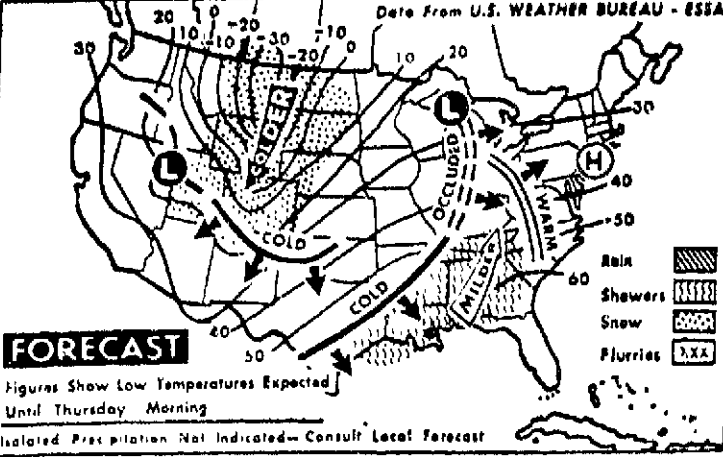 Data From U.S. WEATHER BUREAU - ESSA
20
10
0
-10
-20
-30
-20
-10
0
10
20
30
30
COLDER
L
L
H
OCCLUDED
WARM
40
50
60
COLD
COLD
MILDER
40
50
Rain
Showers
Snow
Flurries
FORECAST
Figures Show Low Temperatures Expected
Until Thursday Morning
Isolated Precipitation Not Indicated- Consult Local Forecast